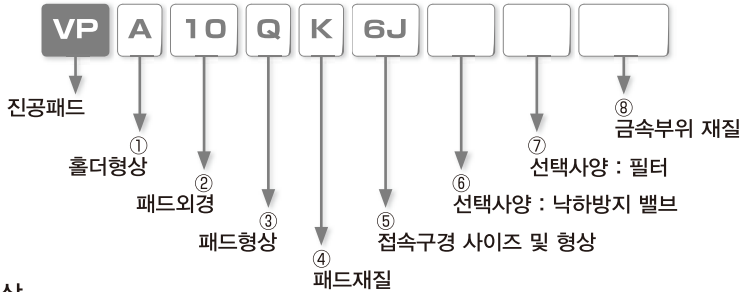 VP A 10 Q K 6J
진공패드
① 홀더형상
② 패드외경
③ 패드형상
④ 패드재질
⑤ 접속구경 사이즈 및 형상
⑥ 선택사양 : 낙하방지 밸브
⑦ 선택사양 : 필터
⑧ 금속부위 재질